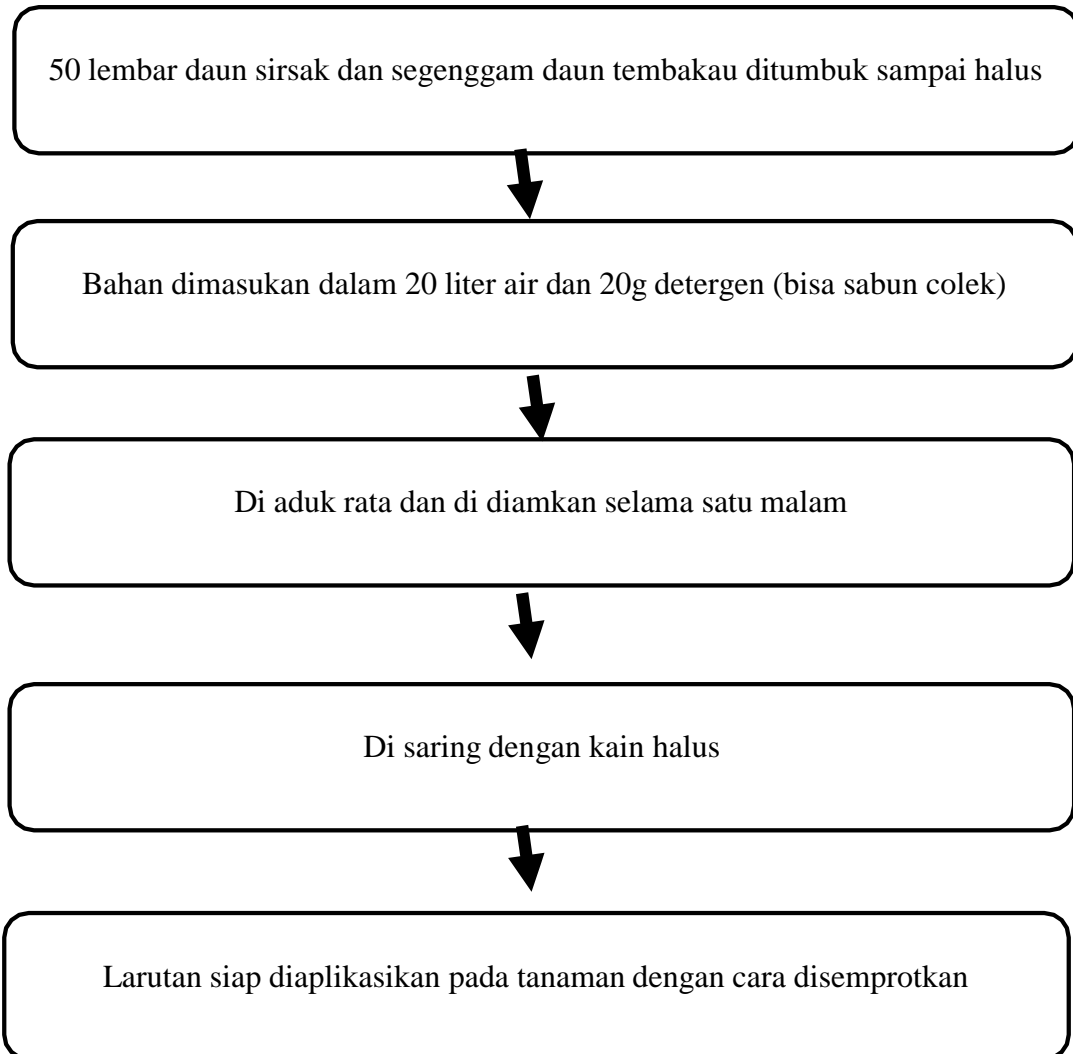 50 lembar daun sirsak dan segenggam daun tembakau ditumbuk sampai halus
Bahan dimasukan dalam 20 liter air dan 20g detergen (bisa sabun colek)
Di aduk rata dan di diamkan selama satu malam
Di saring dengan kain halus
Larutan siap diaplikasikan pada tanaman dengan cara disemprotkan